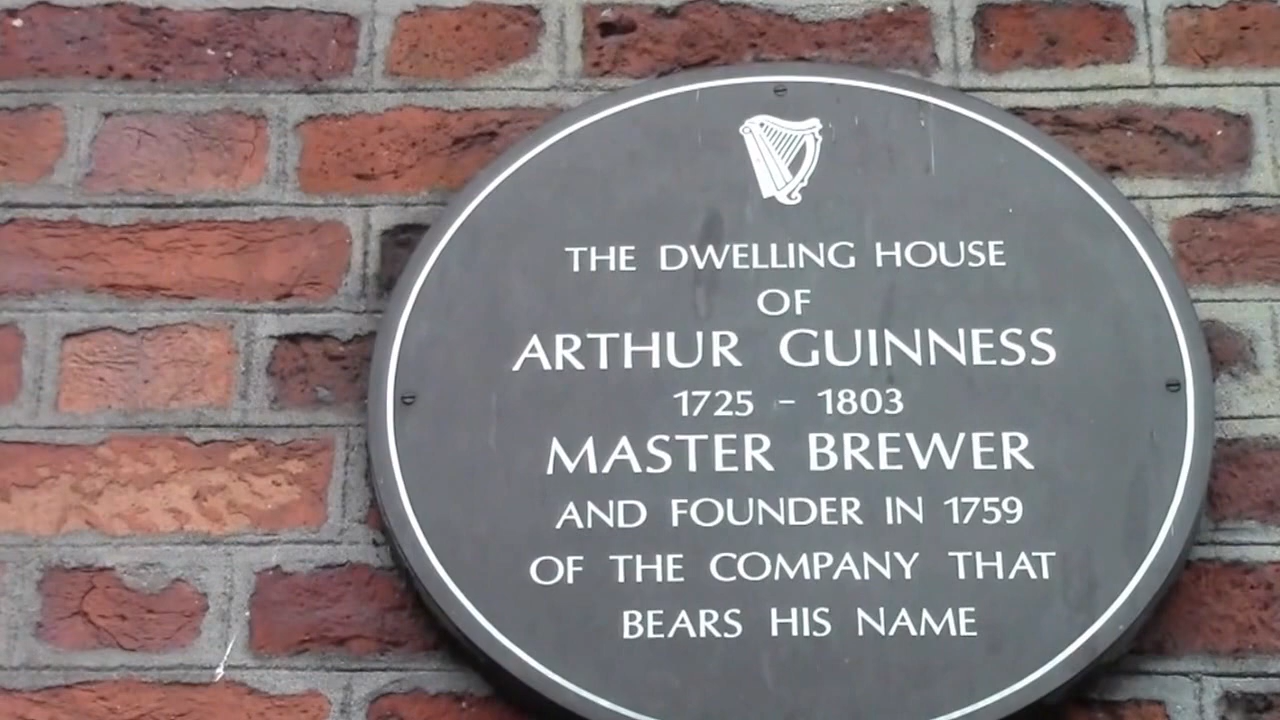 THE DWELLING HOUSE
OF
ARTHUR GUINNESS
1725 - 1803
MASTER BREWER
AND FOUNDER IN 1759
OF THE COMPANY THAT
BEARS HIS NAME